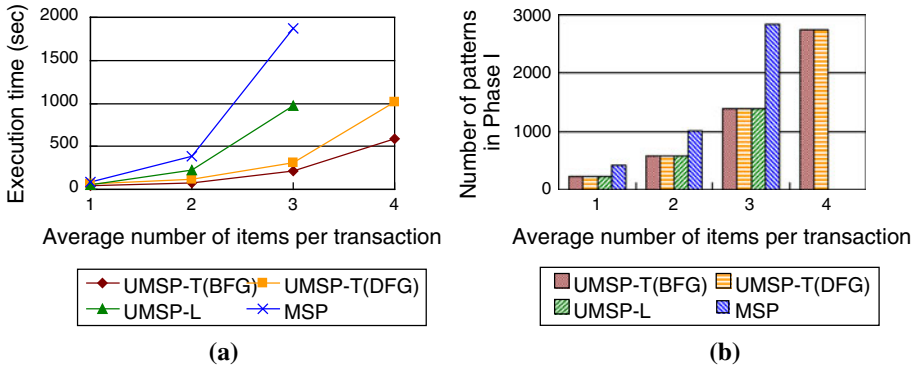 Execution time (sec)
2000
1500
1000
500
0
1 2 3 4
Average number of items per transaction
UMSP-T(BFG) UMSP-T(DFG)
UMSP-L MSP
(a)
Number of patterns
in Phase I
3000
2000
1000
0
1 2 3 4
Average number of items per transaction
UMSP-T(BFG) UMSP-T(DFG)
UMSP-L MSP
(b)